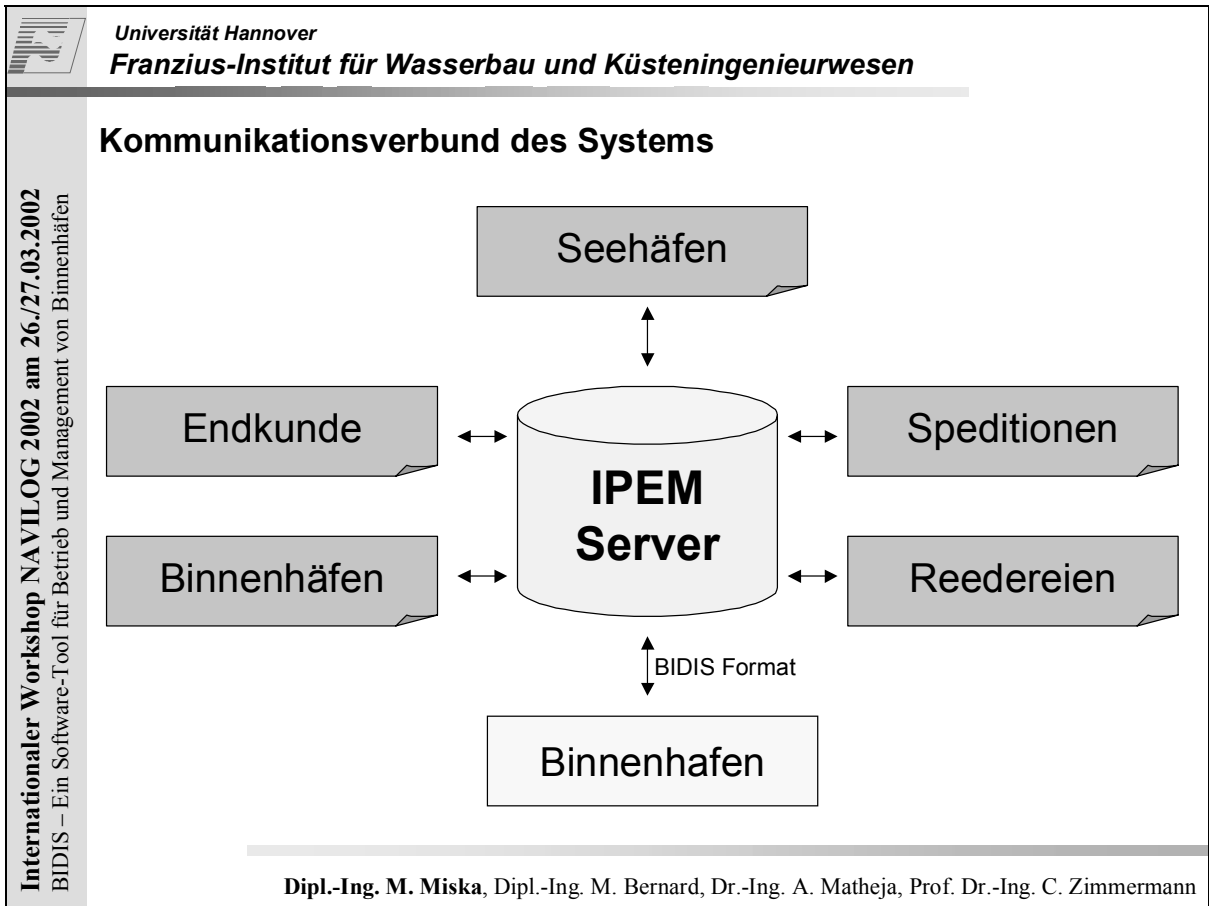 Universität Hannover
Franzius-Institut für Wasserbau und Küsteningenieurwesen
Kommunikationsverbund des Systems
Internationaler Workshop NAVILOG 2002 am 26./27.03.2002
BIDIS – Ein Software-Tool für Betrieb und Management von Binnenhäfen
Seehäfen
Endkunde
Speditionen
IPEM
Server
Binnenhäfen
Reedereien
BIDIS Format
Binnenhafen
Dipl.-Ing. M. Miska, Dipl.-Ing. M. Bernard, Dr.-Ing. A. Matheja, Prof. Dr.-Ing. C. Zimmermann